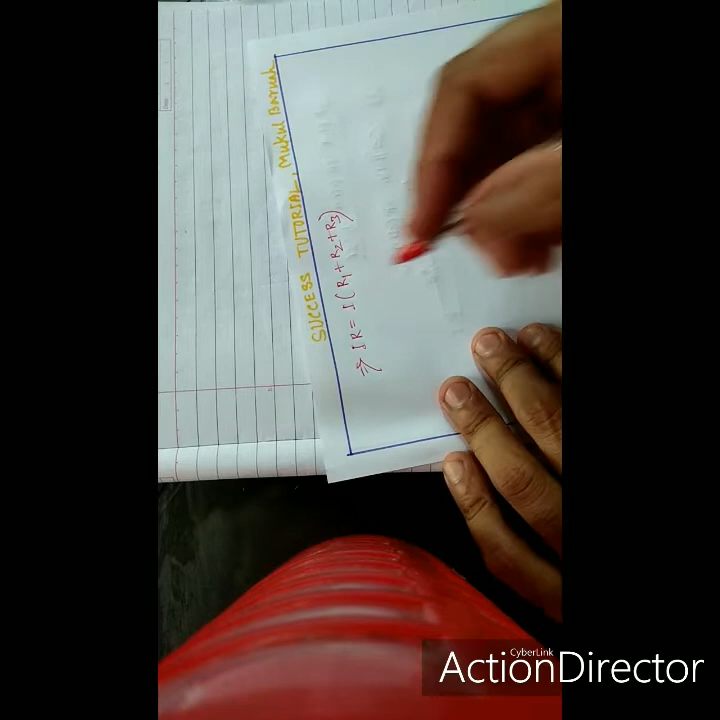 SUCCESS TUTORIAL, Mukul Baruah
⇒ IR = I(R₁ + R₂ + R₃)
CyberLink
ActionDirector